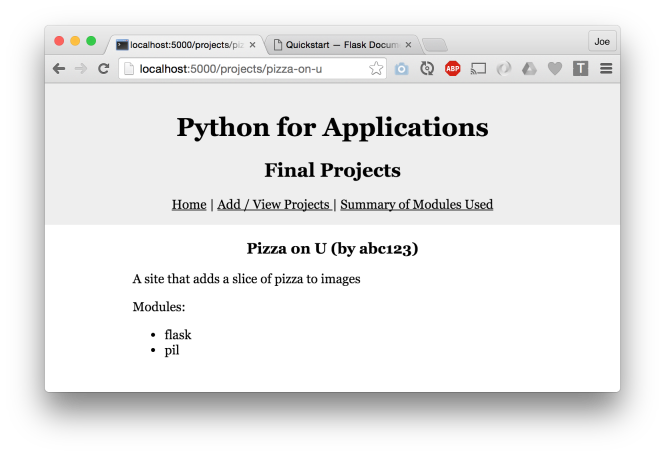 localhost:5000/projects/piz
Quickstart — Flask Docum
Joe
localhost:5000/projects/pizza-on-u
ABP
T
Python for Applications
Final Projects
Home | Add / View Projects | Summary of Modules Used
Pizza on U (by abc123)
A site that adds a slice of pizza to images
Modules:
• flask
• pil